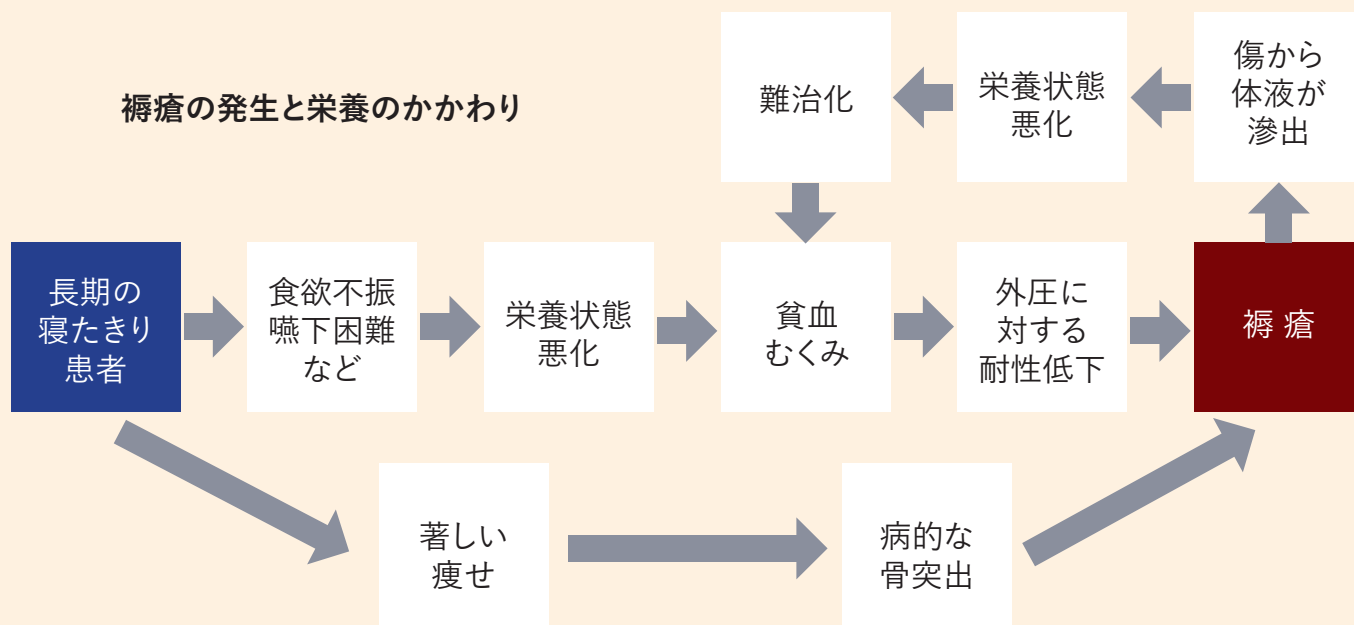 褥瘡の発生と栄養のかかわり
難治化
栄養状態
悪化
傷から
体液が
滲出
長期の
寝たきり
患者
食欲不振
嚥下困難
など
栄養状態
悪化
貧血
むくみ
外圧に
対する
耐性低下
褥瘡
著しい
痩せ
病的な
骨突出